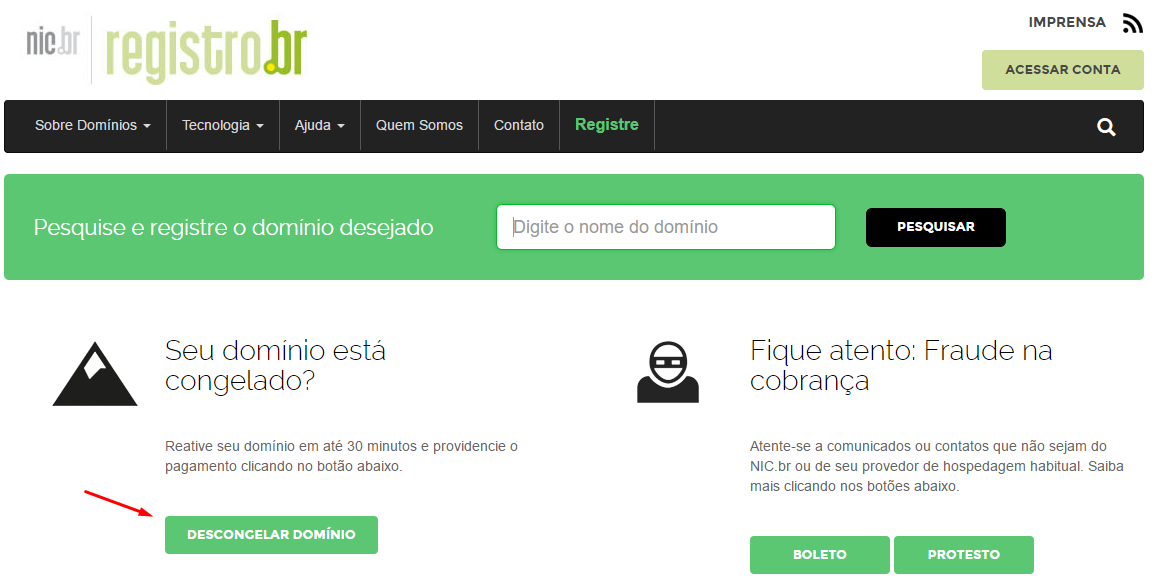 nic.br registro.br
IMPRENSA
ACESSAR CONTA
Sobre Domínios Tecnologia Ajuda Quem Somos Contato Registre
Pesquise e registre o domínio desejado Digite o nome do domínio PESQUISAR
Seu domínio está
congelado?
Reative seu domínio em até 30 minutos e providencie o
pagamento clicando no botão abaixo.
DESCONGELAR DOMÍNIO
Fique atento: Fraude na
cobrança
Atente-se a comunicados ou contatos que não sejam do
NIC.br ou de seu provedor de hospedagem habitual. Saiba
mais clicando nos botões abaixo.
BOLETO PROTESTO